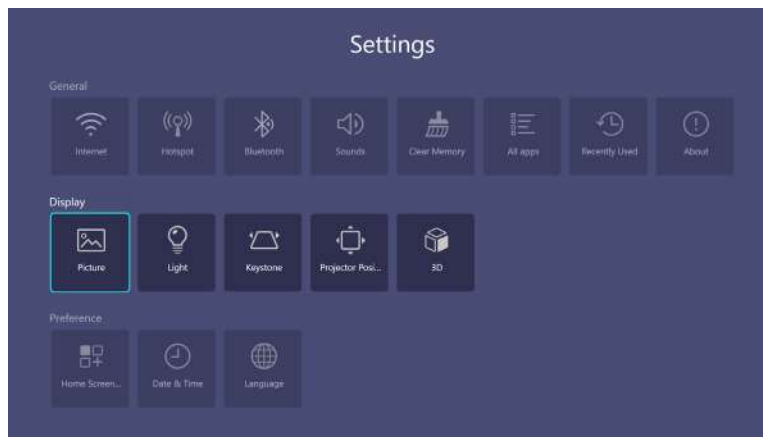 Settings
General
Internet Hotspot Bluetooth Sounds Clear Memory All apps Recently Used About
Display
Picture Light Keystone Projector Posi... 3D
Preference
Home Screen... Date & Time Language